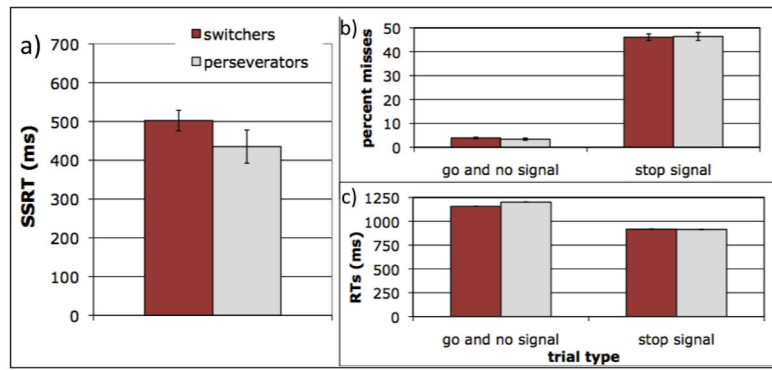 a)
switchers
perseverators
700
600
500
400
300
200
100
0
SSRT (ms)
b)
50
40
30
20
10
0
percent misses
go and no signal
stop signal
c)
1250
1000
750
500
250
0
RTs (ms)
go and no signal
stop signal
trial type